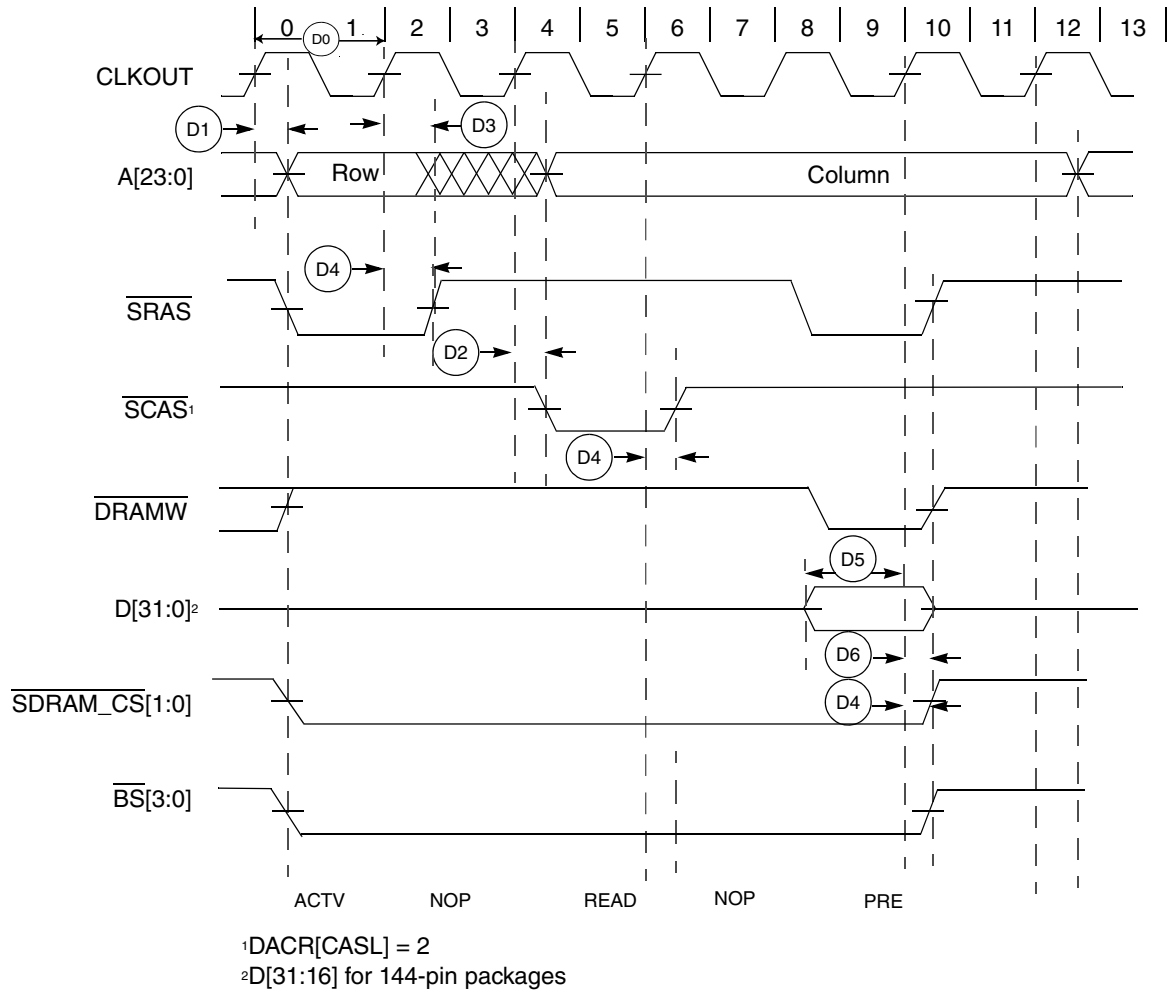 0 1 2 3 4 5 6 7 8 9 10 11 12 13
D0
CLKOUT
D1
D3
A[23:0]
Row
Column
D4
SRAS
D2
SCAS1
D4
DRAMW
D5
D[31:0]2
D6
SDRAM_CS[1:0]
D4
BS[3:0]
ACTV NOP READ NOP PRE
1DACR[CASL] = 2
2D[31:16] for 144-pin packages